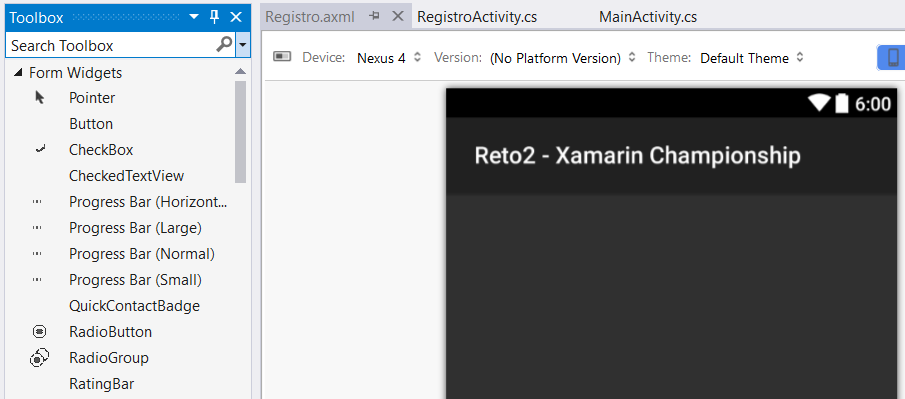 Toolbox
Search Toolbox
Form Widgets
Pointer
Button
CheckBox
CheckedTextView
Progress Bar (Horizont...
Progress Bar (Large)
Progress Bar (Normal)
Progress Bar (Small)
QuickContactBadge
RadioButton
RadioGroup
RatingBar
Registro.axml RegistroActivity.cs MainActivity.cs
Device: Nexus 4 Version: (No Platform Version) Theme: Default Theme
6:00
Reto2 - Xamarin Championship